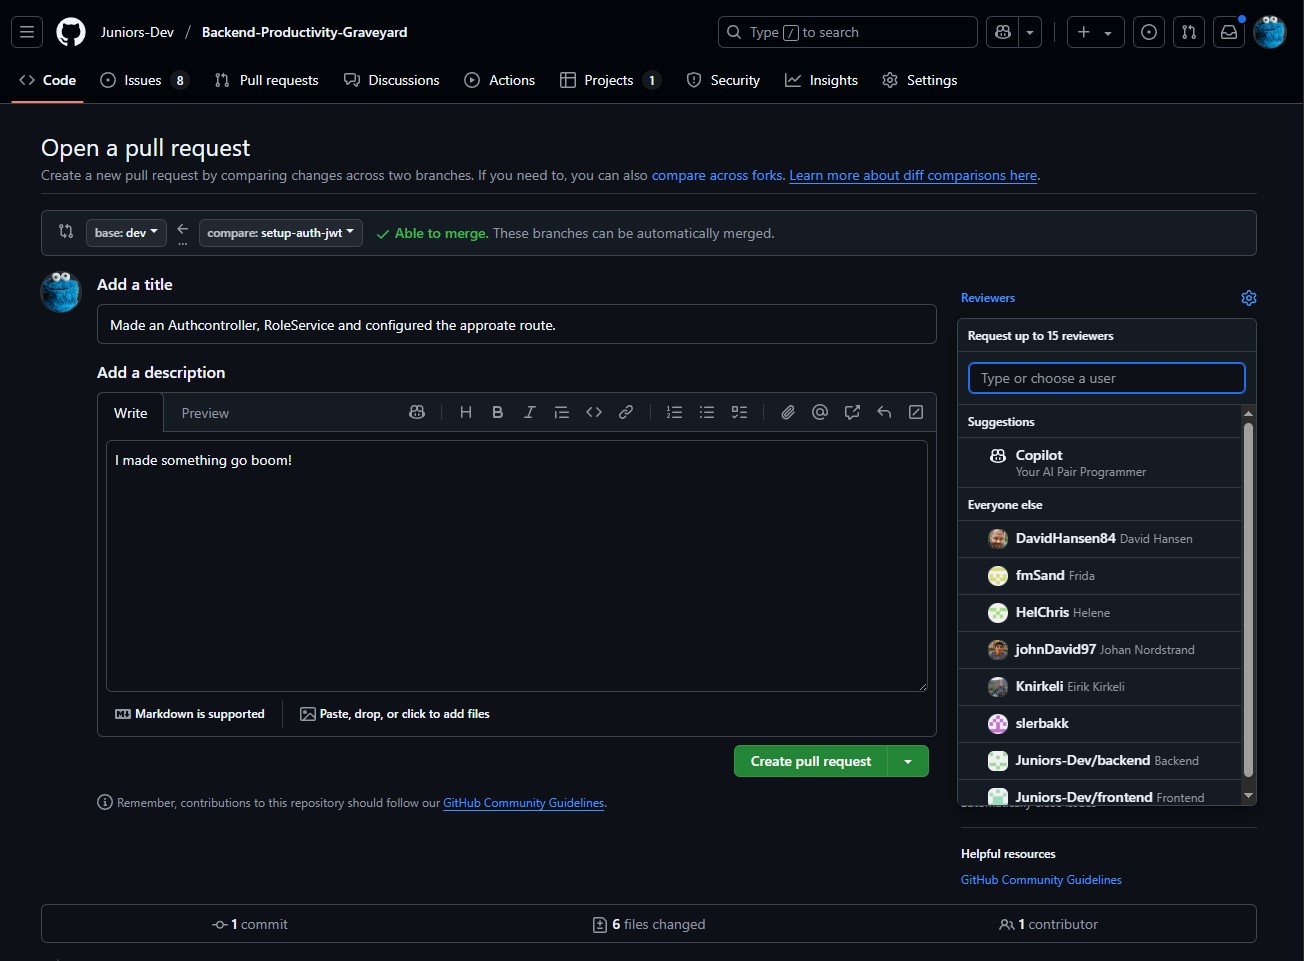 Juniors-Dev / Backend-Productivity-Graveyard
Type / to search
Code
Issues 8
Pull requests
Discussions
Actions
Projects 1
Security
Insights
Settings
Open a pull request
Create a new pull request by comparing changes across two branches. If you need to, you can also compare across forks. Learn more about diff comparisons here.
base: dev
...
compare: setup-auth-jwt
Able to merge. These branches can be automatically merged.
Add a title
Made an Authcontroller, RoleService and configured the approate route.
Add a description
Write
Preview
I made something go boom!
Markdown is supported
Paste, drop, or click to add files
Create pull request
Remember, contributions to this repository should follow our GitHub Community Guidelines.
Reviewers
Request up to 15 reviewers
Type or choose a user
Suggestions
Copilot
Your AI Pair Programmer
Everyone else
DavidHansen84 David Hansen
fmSand Frida
HelChris Helene
johnDavid97 Johan Nordstrand
Knirkeli Eirik Kirkeli
slerbakk
Juniors-Dev/backend Backend
Juniors-Dev/frontend Frontend
Helpful resources
GitHub Community Guidelines
1 commit
6 files changed
1 contributor